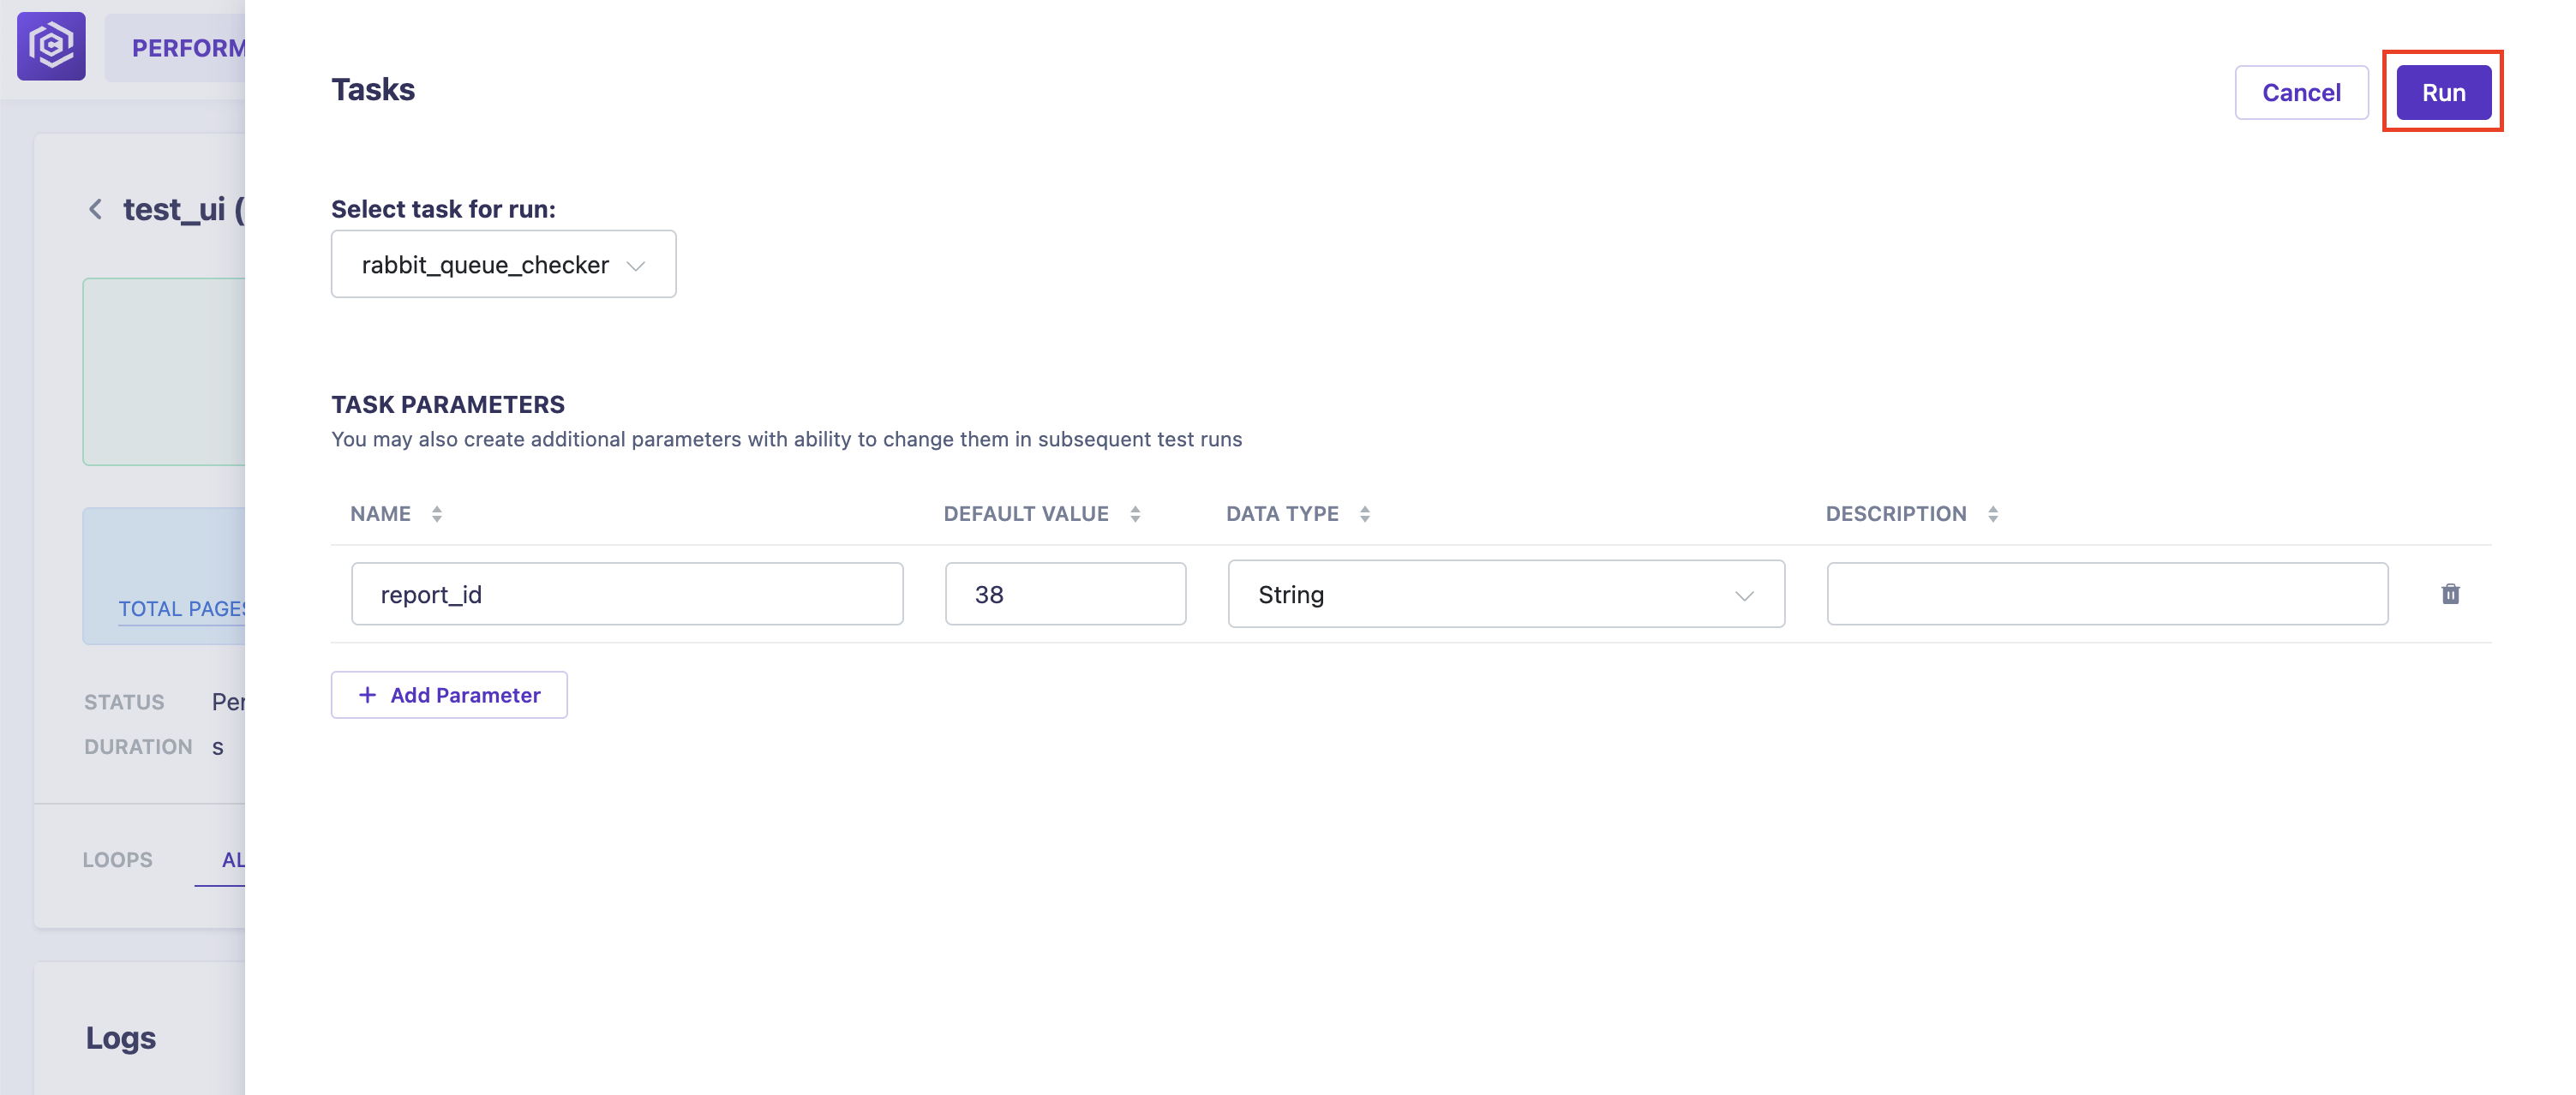 PERFORM
Tasks
Cancel
Run
test_ui (
Select task for run:
rabbit_queue_checker
TASK PARAMETERS
You may also create additional parameters with ability to change them in subsequent test runs
NAME DEFAULT VALUE DATA TYPE DESCRIPTION
report_id 38 String
TOTAL PAGES
+ Add Parameter
STATUS Per
DURATION s
LOOPS AL
Logs